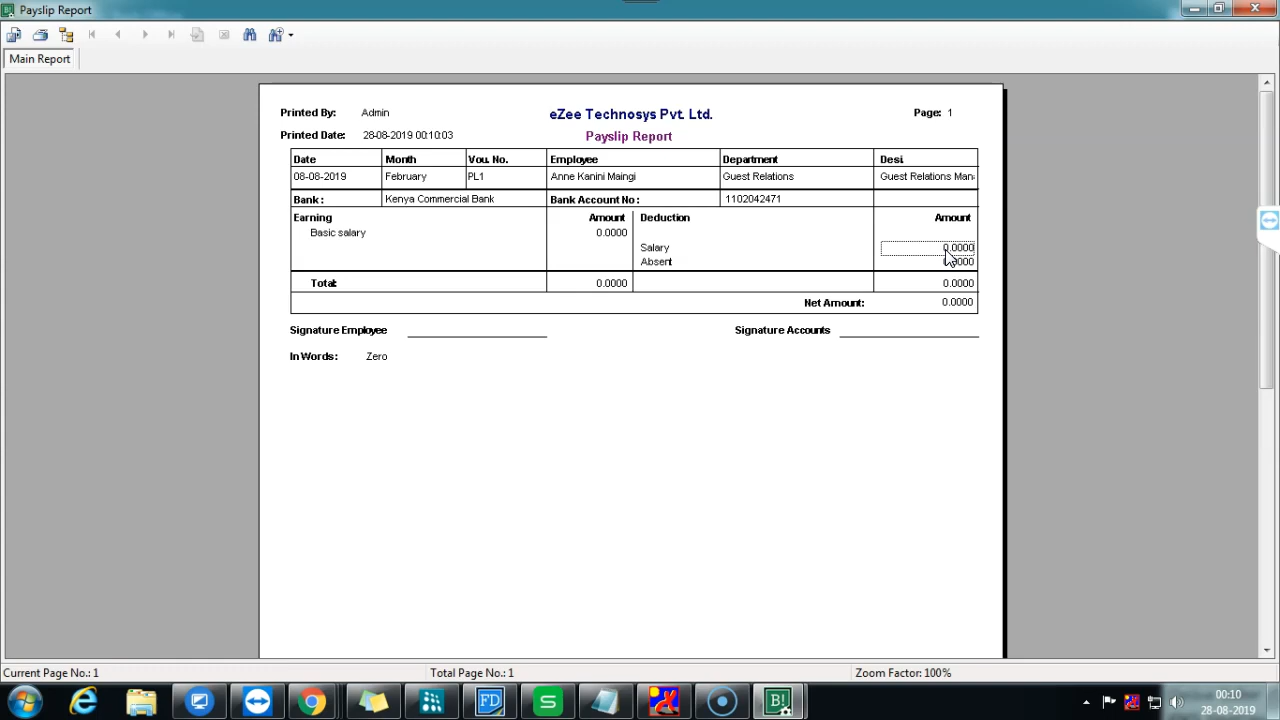 Payslip Report
Main Report
Printed By: Admin eZee Technosys Pvt. Ltd. Page: 1
Printed Date: 28-08-2019 00:10:03 Payslip Report
Date Month Vou. No. Employee Department Desi.
08-08-2019 February PL1 Anne Kanini Maingi Guest Relations Guest Relations Man
Bank : Kenya Commercial Bank Bank Account No : 1102042471
Earning Amount Deduction Amount
Basic salary 0.0000
Salary 0.0000
Absent 0.0000
Total: 0.0000 0.0000
Net Amount: 0.0000
Signature Employee Signature Accounts
In Words : Zero
Current Page No.: 1 Total Page No.: 1 Zoom Factor: 100%
FD S B!
00:10
28-08-2019